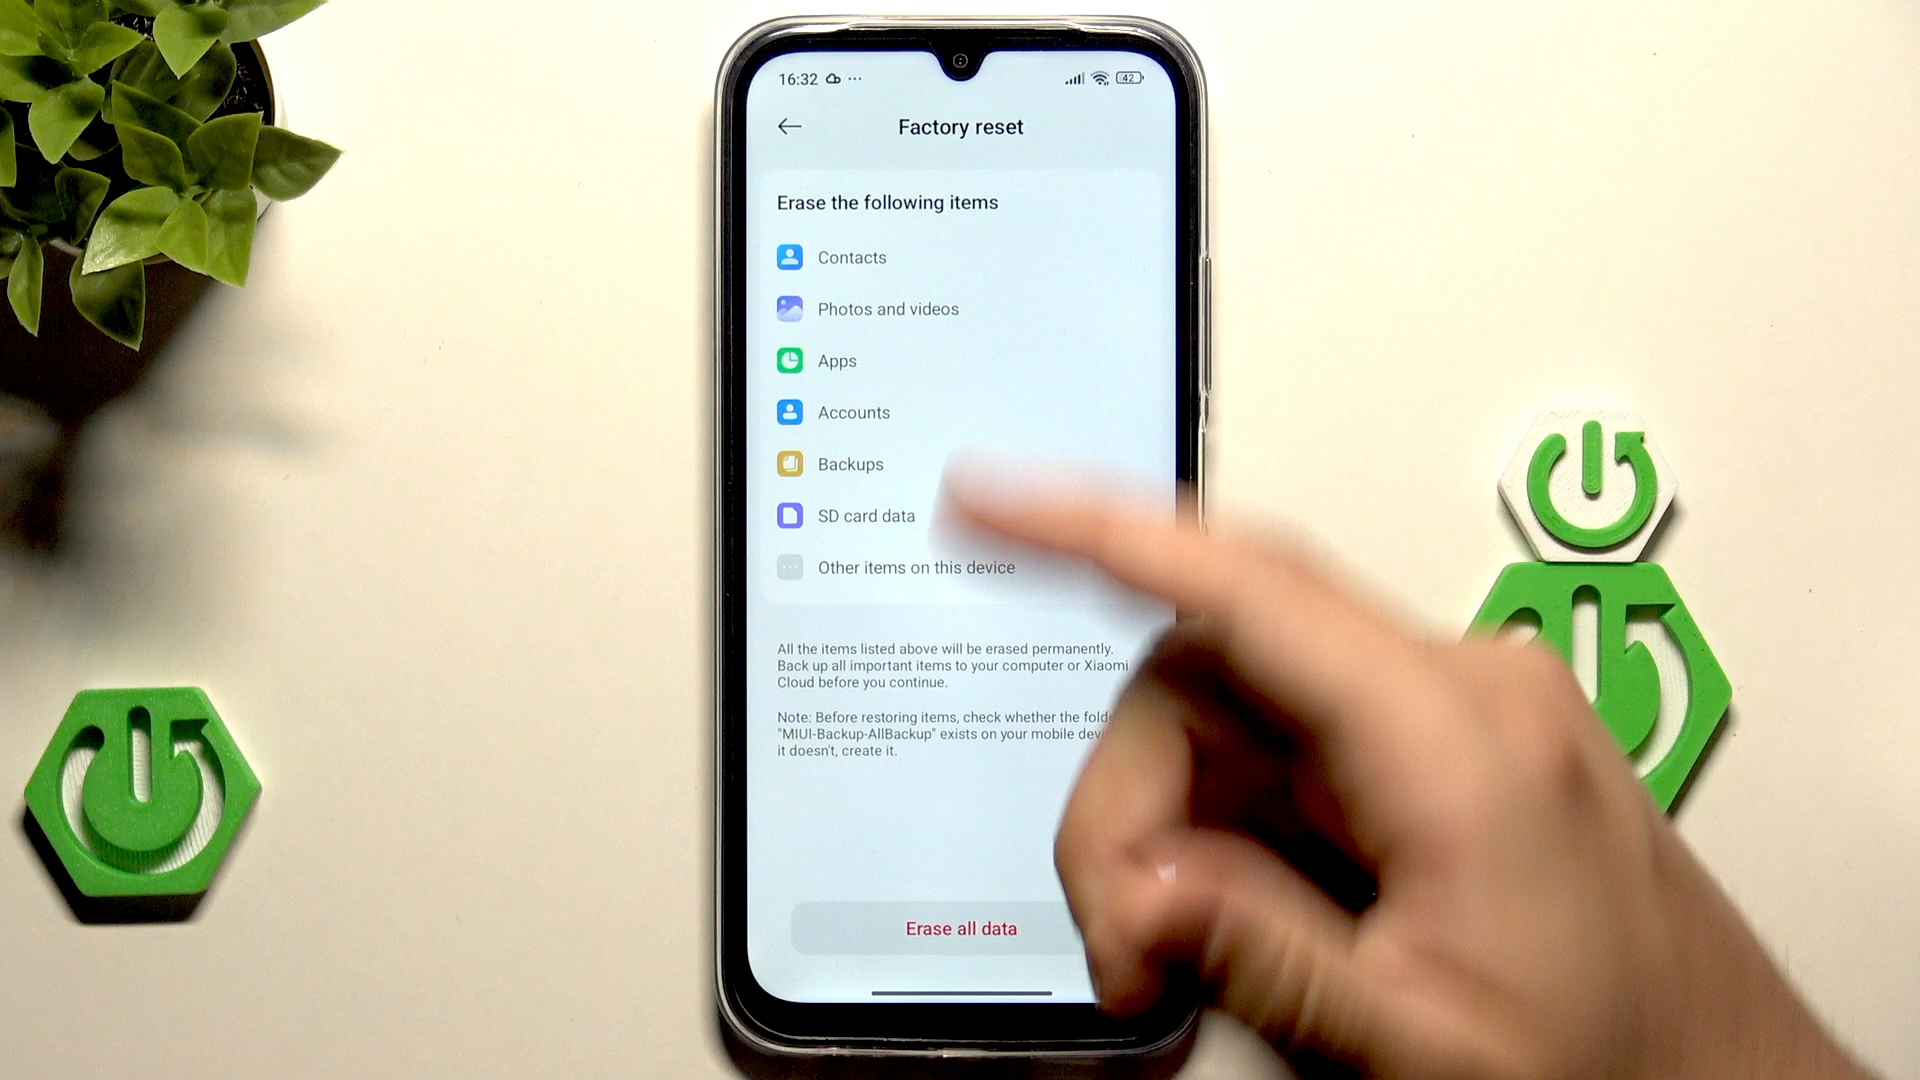 16:32
42
Factory reset
Erase the following items
Contacts
Photos and videos
Apps
Accounts
Backups
SD card data
Other items on this device
All the items listed above will be erased permanently.
Back up all important items to your computer or Xiaomi
Cloud before you continue.
Note: Before restoring items, check whether the
"MIUI-Backup-AllBackup" exists on your mobile
it doesn't, create it.
Erase all data